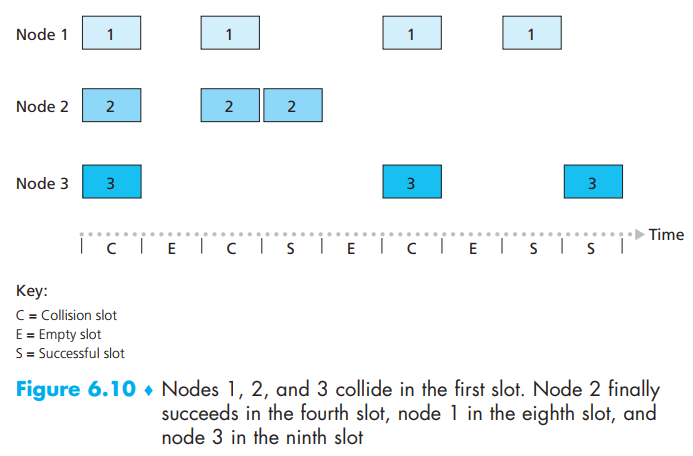 Node 1 1 1 1 1
Node 2 2 2 2
Node 3 3 3 3
Time
C E C S E C E S S
Key:
C = Collision slot
E = Empty slot
S = Successful slot
Figure 6.10 ♦ Nodes 1, 2, and 3 collide in the first slot. Node 2 finally
succeeds in the fourth slot, node 1 in the eighth slot, and
node 3 in the ninth slot